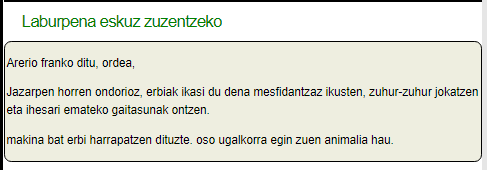 Laburpena eskuz zuzentzeko
Arerio franko ditu, ordea,
Jazarpen horren ondorioz, erbiak ikasi du dena mesfidantzaz ikusten, zuhur-zuhur jokatzen
eta ihesari emateko gaitasunak ontzen.
makina bat erbi harrapatzen dituzte. oso ugalkorra egin zuen animalia hau.